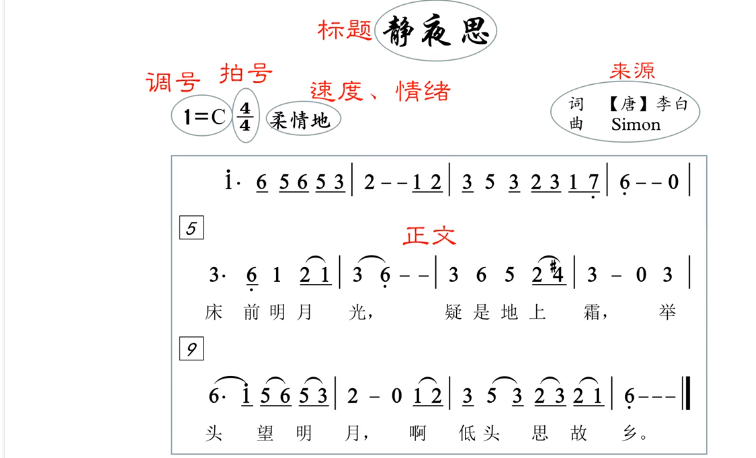 标题 静夜思
调号 拍号 速度、情绪 来源
1=C 4/4 柔情地 词 【唐】李白
曲 Simon
i· 6 5 6 5 3 | 2 - - 1 2 | 3 5 3 2 3 1 7 | 6 - - 0 |
5
正文
3· 6 1 2 1 | 3 6 - - | 3 6 5 2 #4 | 3 - 0 3 |
床 前 明 月 光, 疑 是 地 上 霜, 举
9
6· i 5 6 5 3 | 2 - 0 1 2 | 3 5 3 2 3 2 1 | 6 - - - ‖
头 望 明 月, 啊 低 头 思 故 乡。